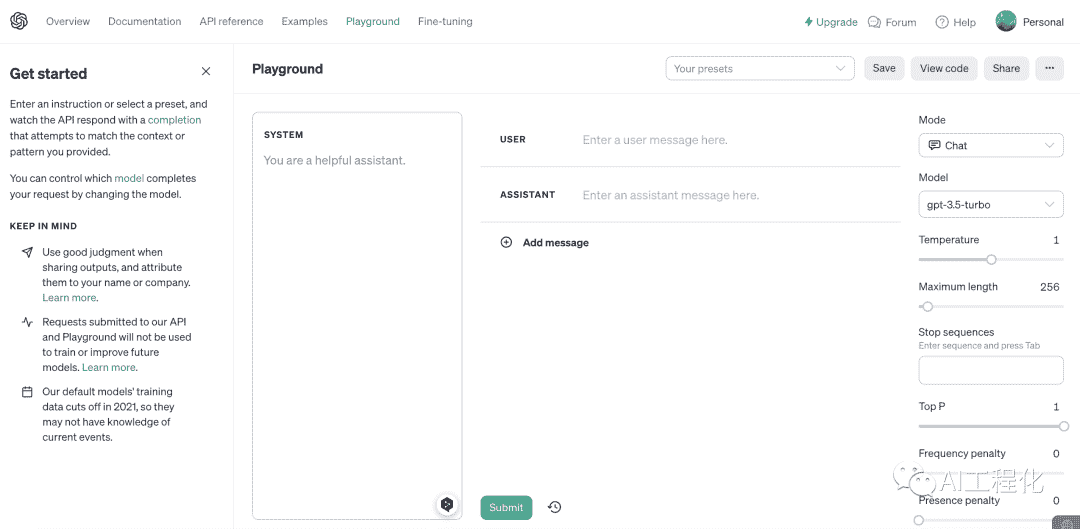 Overview Documentation API reference Examples Playground Fine-tuning Upgrade Forum Help Personal
Get started
Enter an instruction or select a preset, and
watch the API respond with a completion
that attempts to match the context or
pattern you provided.
You can control which model completes
your request by changing the model.
KEEP IN MIND
Use good judgment when
sharing outputs, and attribute
them to your name or company.
Learn more.
Requests submitted to our API
and Playground will not be used
to train or improve future
models. Learn more.
Our default models' training
data cuts off in 2021, so they
may not have knowledge of
current events.
Playground
Your presets
Save
View code
Share
SYSTEM
You are a helpful assistant.
USER Enter a user message here.
ASSISTANT Enter an assistant message here.
Add message
Submit
Mode
Chat
Model
gpt-3.5-turbo
Temperature 1
Maximum length 256
Stop sequences
Enter sequence and press Tab
Top P 1
Frequency penalty 0
AI工程化
Presence penalty 0